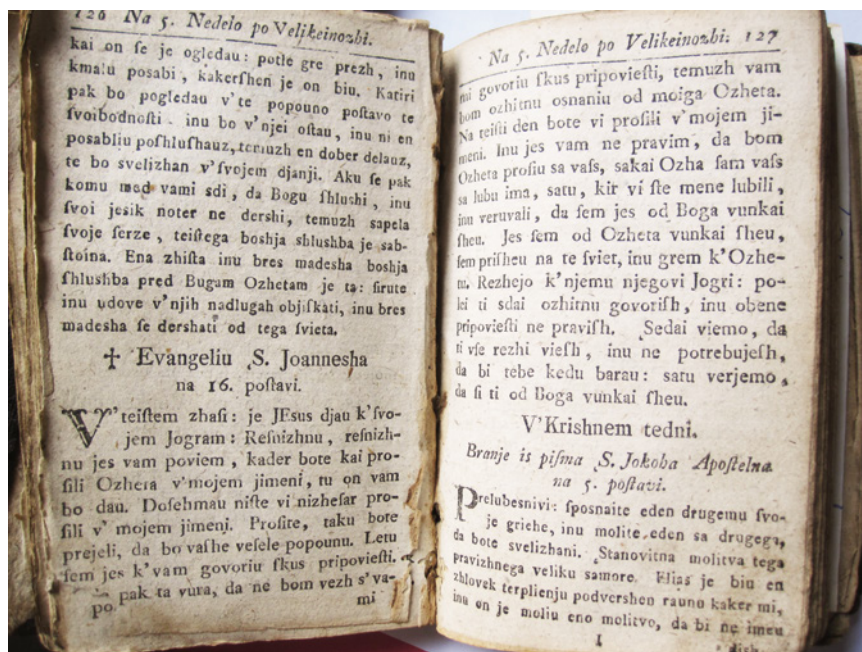 126 Na 5. Nedelo po Velikeinozhi.
kai on ſe je ogledau: potle gre prezh, inu
kmalu posabi, kakerſhen je on biu. Katiri
pak bo pogledau v'te popouno poſtavo te
ſvoibodnoſti. inu bo v'njei oſtau, inu ni en
posabliu poſhluſhauz, temuzh en dober delauz,
te bo svelizhan v'ſvojem djanji. Aku ſe pak
komu med vami sdi, da Bogu ſhluhi, inu
ſvoi jesik noter ne dershi, temuzh sapela
ſvoje ſerze, teiſtega boshja shlushba je sab-
ſtoina. Ena zhiſta inu bres madesha boshja
ſhlushba pred Bugam Ozhetam je ta: ſirute
inu udove v'njih nadlugah objiſkati, inu bres
madesha ſe dershati od tega ſvieta.
✝ Evangeliu S. Joannesha
na 16. poſtavi.
V'teiſtem zhaſi: je JEsus djau k'ſvo-
jem Jogram: Reſnizhnu, reſnizh-
nu jes vam poviem, kader bote kai pro-
ſili Ozheta v'mojem jimeni, tu on vam
bo dau. Doſehmau niſte vi nizheſar pro-
ſili v' mojem jimeni. Proſite, taku bote
prejeli, da bo vaſhe veſele popounu. Letu
ſem jes k'vam govoriu ſkus pripovieſti.
po pak ta vura, da ne bom vezh s'va-
mi
Na 5. Nedelo po Velikeinozhi. 127
mi govoriu ſkus pripovieſti, temuzh vam
bom ozhitnu osnaniu od moiga Ozheta.
Na teiſti den bote vi proſili v'mojem ji-
meni. Inu jes vam ne pravim, da bom
Ozheta proſiu sa vaſs, sakai Ozha ſam vaſs
sa lubu ima, satu, kir vi ſte mene lubili,
inu veruvali, da ſem jes od Boga vunkai
ſheu. Jes ſem od Ozheta vunkai ſheu,
ſem priſheu na te ſviet, inu grem k'Ozhe-
tu. Rezhejo k'njemu njegovi Jogri: po-
lei ti sdai ozhitnu govoriſh, inu obene
pripovieſti ne praviſh. Sedai viemo, da
ti vſe rezhi vieſh, inu ne potrebujeſh,
da bi tebe kedu barau: satu verjemo,
da ſi ti od Boga vunkai ſheu.
V'Krishnem tedni.
Branje is piſma S. Jokoba Apoſtelna
na 5. poſtavi.
Prelubesnivi: ſposnaite eden drugemu ſvo-
je griehe, inu molite eden sa drugega,
da bote svelizhani. Stanovitna molitva tega
pravizhnega veliku samore. Elias je biu en
zhlovek terplienju podvershen rauno kaker mi,
inu on je moliu eno molitvo, da bi ne imeu
I